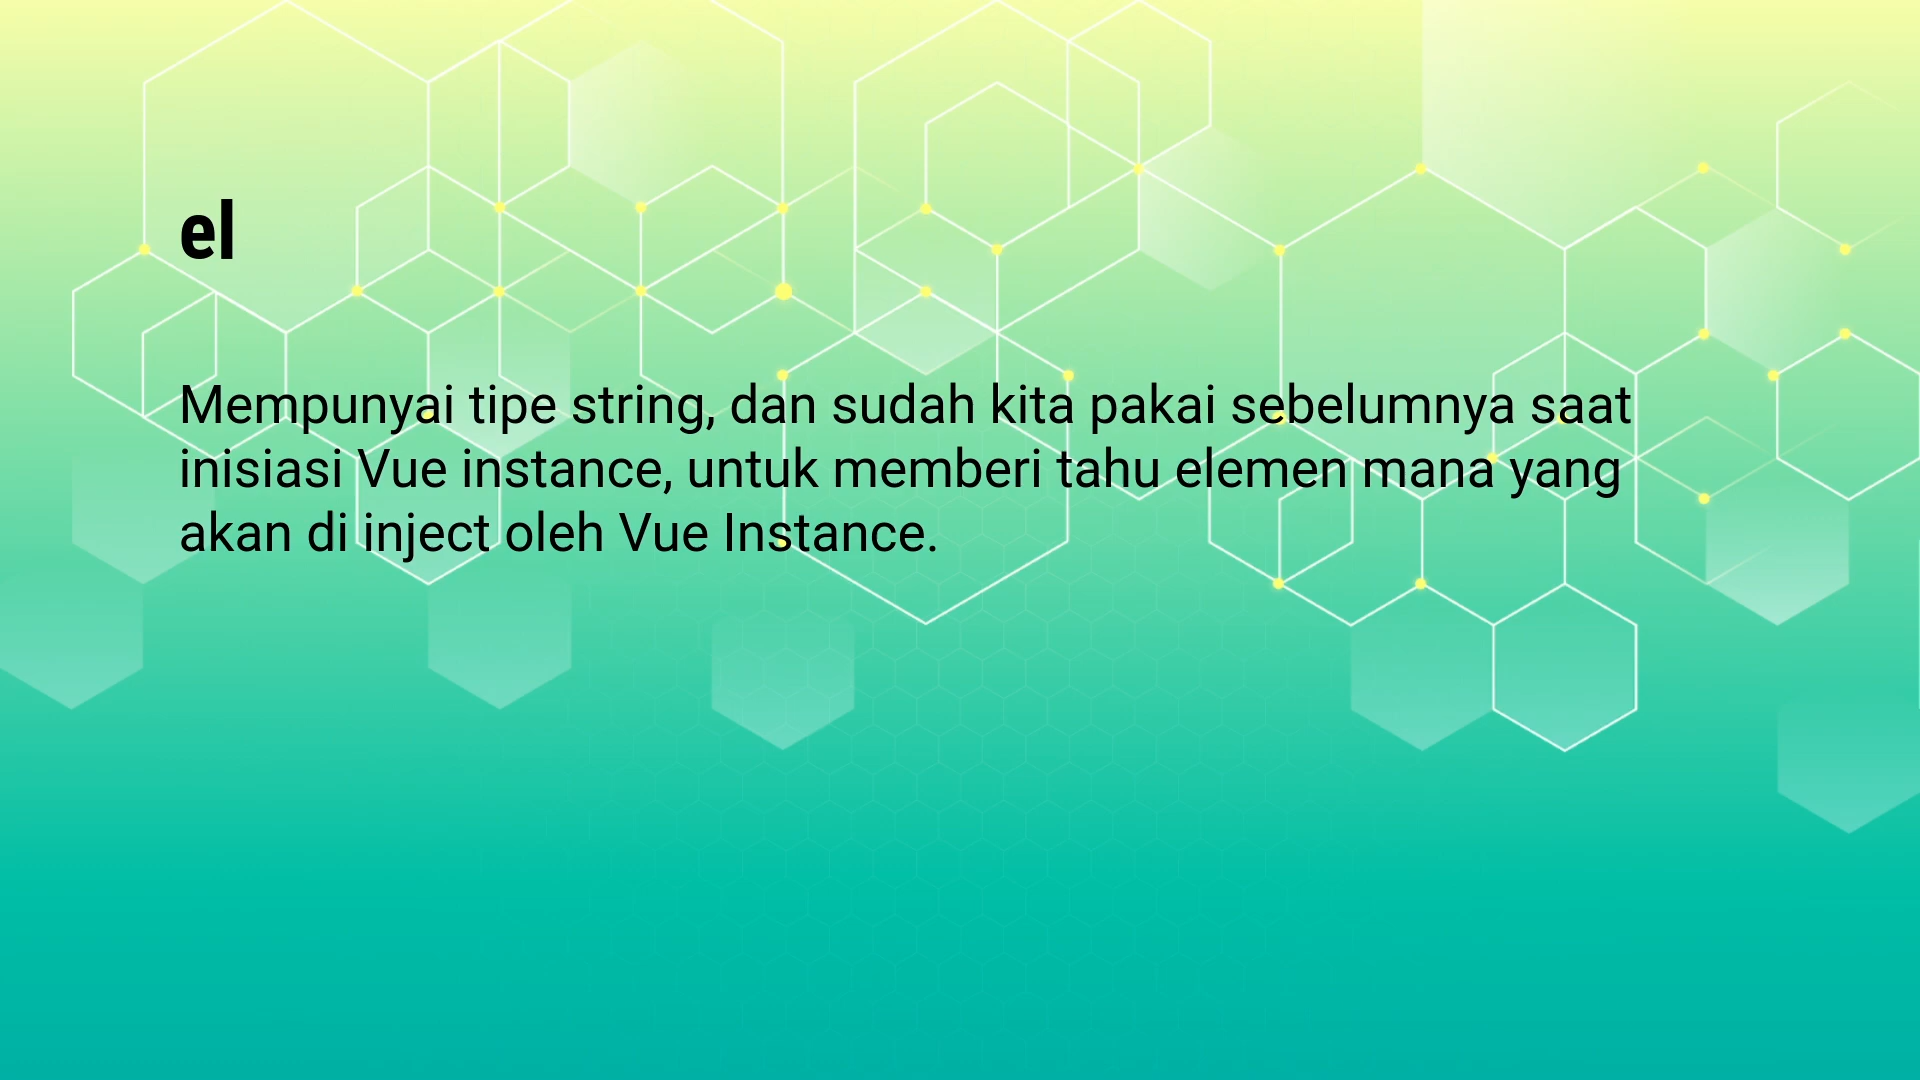 el
Mempunyai tipe string, dan sudah kita pakai sebelumnya saat
inisiasi Vue instance, untuk memberi tahu elemen mana yang
akan di inject oleh Vue Instance.